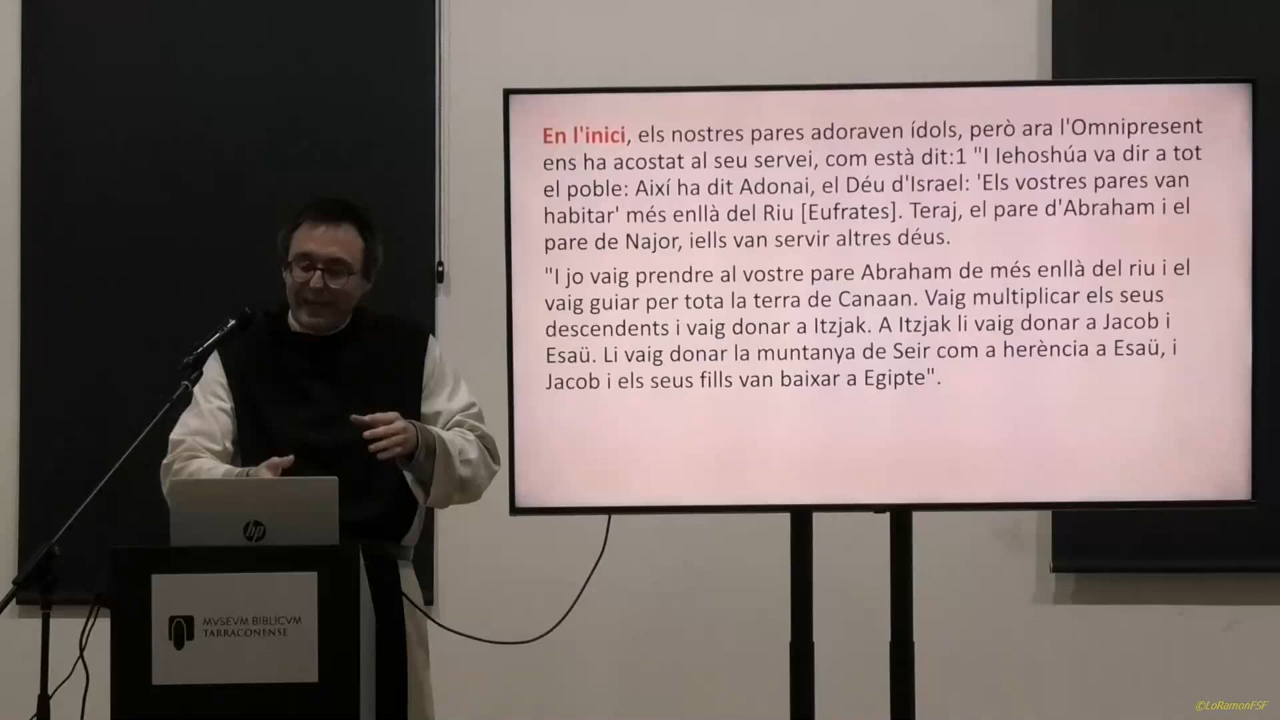 En l'inici, els nostres pares adoraven ídols, però ara l'Omnipresent
ens ha acostat al seu servei, com està dit:1 "I Iehoshúa va dir a tot
el poble: Així ha dit Adonai, el Déu d'Israel: 'Els vostres pares van
habitar' més enllà del Riu [Eufrates]. Teraj, el pare d'Abraham i el
pare de Najor, iells van servir altres déus.
"I jo vaig prendre al vostre pare Abraham de més enllà del riu i el
vaig guiar per tota la terra de Canaan. Vaig multiplicar els seus
descendents i vaig donar a Itzjak. A Itzjak li vaig donar a Jacob i
Esaü. Li vaig donar la muntanya de Seir com a herència a Esaü, i
Jacob i els seus fills van baixar a Egipte".
hp
MVSEVM BIBLICVM
TARRACONENSE
©LoRamonFSF